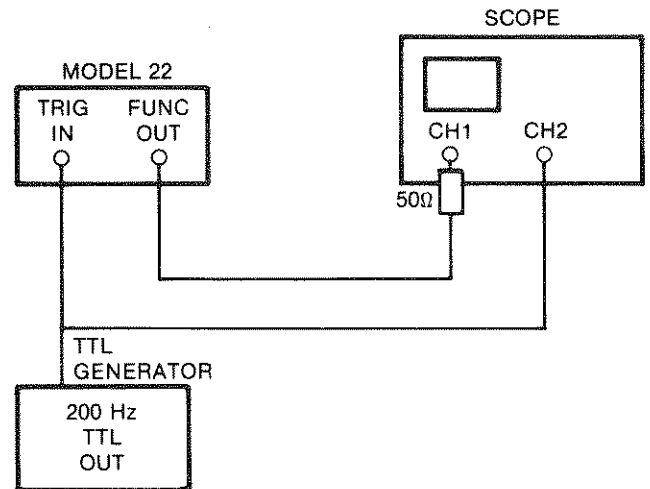 SCOPE
MODEL 22
TRIG IN
FUNC OUT
CH1
CH2
50Ω
TTL
GENERATOR
200 Hz
TTL
OUT